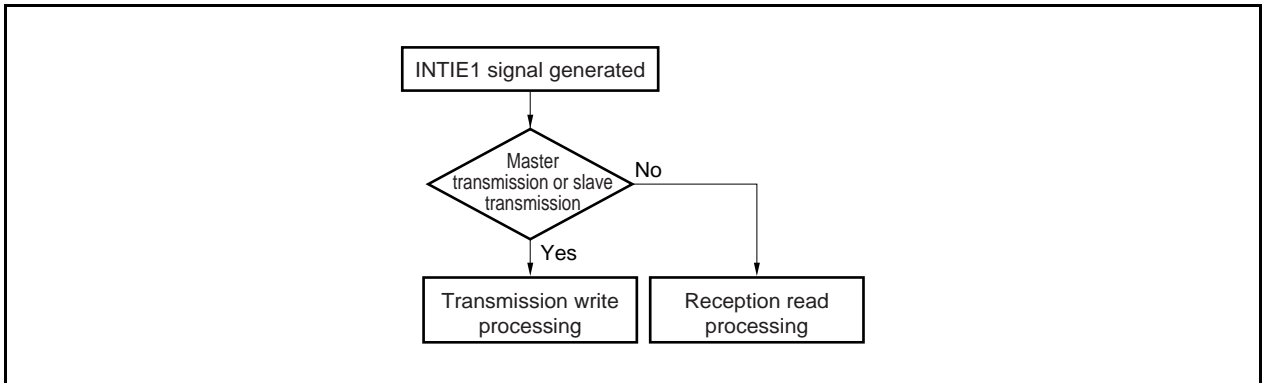 INTIE1 signal generated
Master
transmission or slave
transmission
No
Yes
Transmission write
processing
Reception read
processing